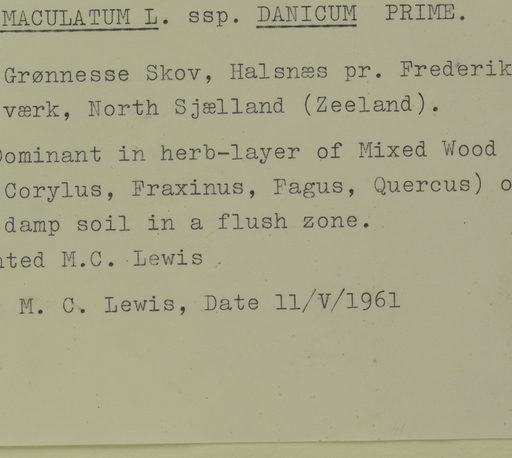 MACULATUM L. ssp. DANICUM PRIME.
Grønnesse Skov, Halsnæs pr. Frederik
værk, North Sjælland (Zeeland).
Dominant in herb-layer of Mixed Wood
Corylus, Fraxinus, Fagus, Quercus) o
damp soil in a flush zone.
nted M.C. Lewis
M. C. Lewis, Date 11/V/1961